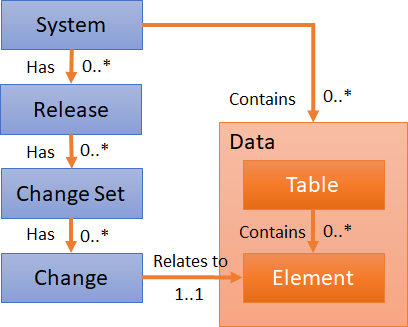 System
Has 0..*
Contains 0..*
Release
Has 0..*
Data
Change Set
Table
Has 0..*
Contains 0..*
Change
Relates to
1..1
Element